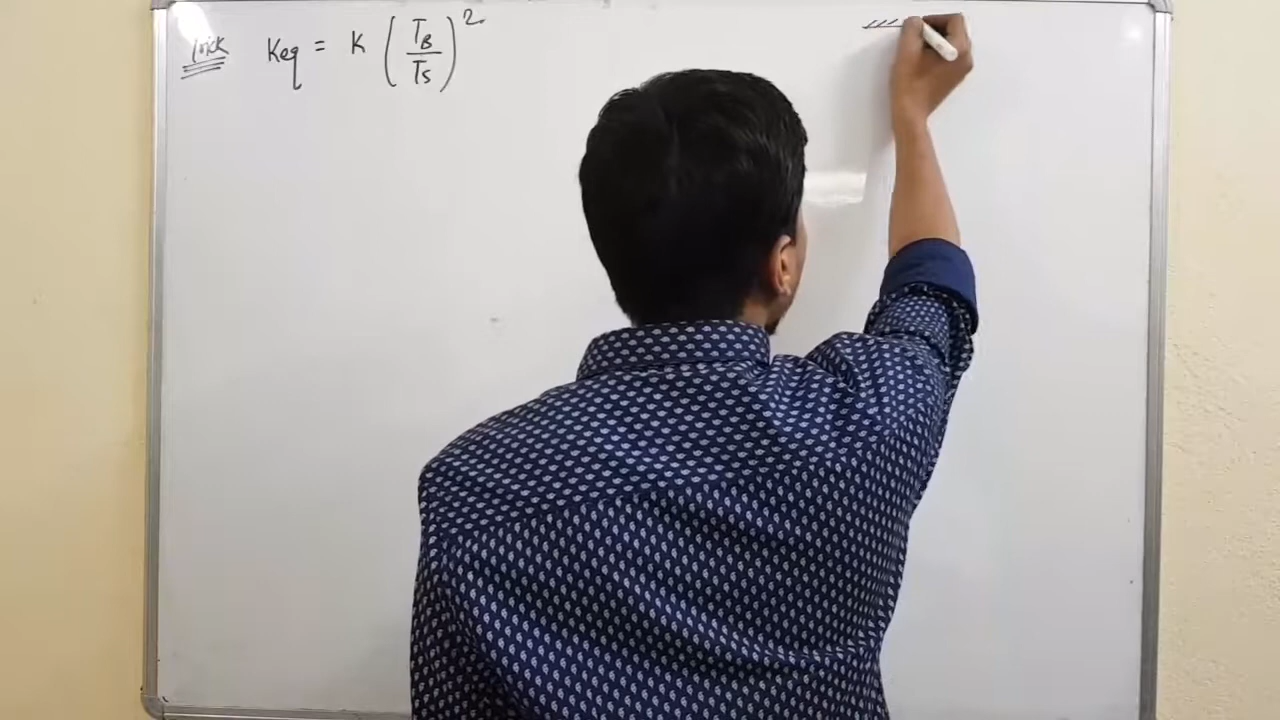 Trick Keq = K (TB/TS)²